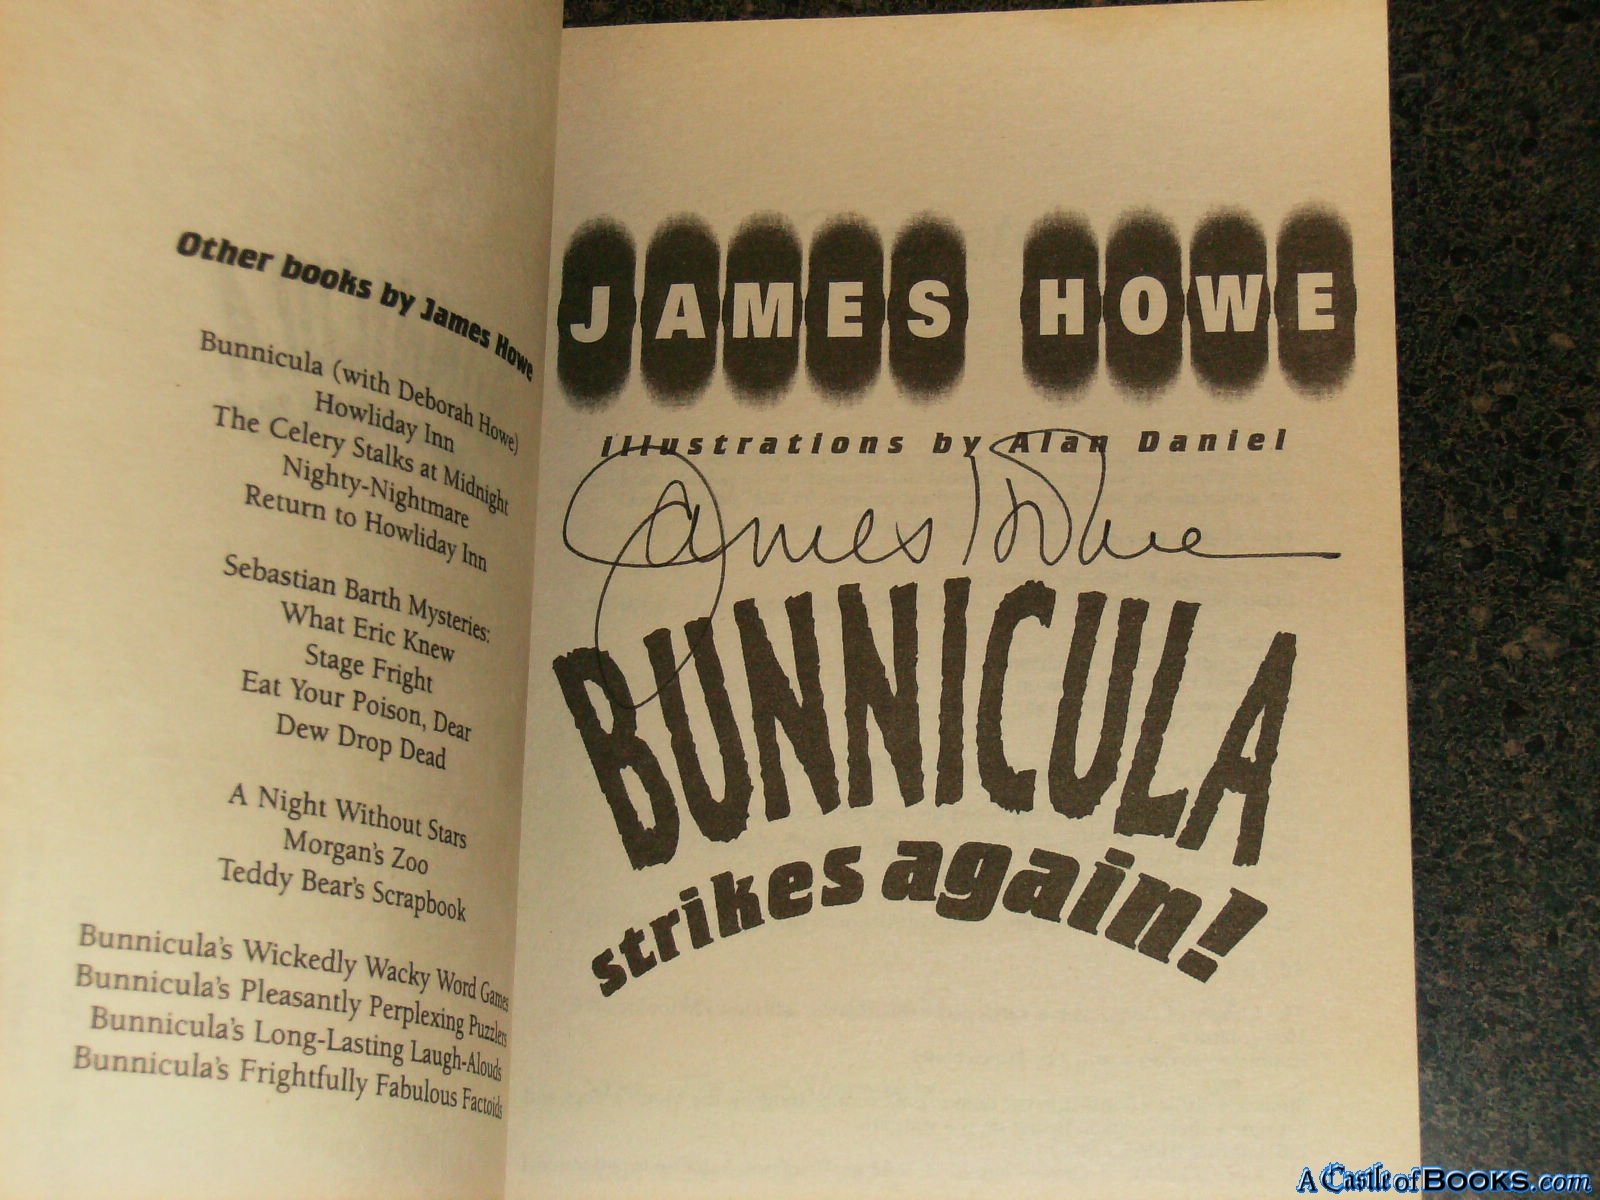 Other books by James Howe
Bunnicula (with Deborah Howe)
Howliday Inn
The Celery Stalks at Midnight
Nighty-Nightmare
Return to Howliday Inn
Sebastian Barth Mysteries:
What Eric Knew
Stage Fright
Eat Your Poison, Dear
Dew Drop Dead
A Night Without Stars
Morgan's Zoo
Teddy Bear's Scrapbook
Bunnicula's Wickedly Wacky Word Games
Bunnicula's Pleasantly Perplexing Puzzlers
Bunnicula's Long-Lasting Laugh-Alouds
Bunnicula's Frightfully Fabulous Factoids
JAMES HOWE
illustrations by Alan Daniel
James Howe
BUNNICULA
strikes again!
A Castle of BOOKS.com